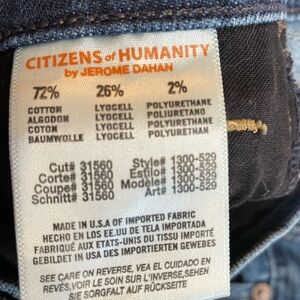 CITIZENS of HUMANITY
by JEROME DAHAN
72% 26% 2%
COTTON LYOCELL POLYURETHANE
ALGODON LYOCELL POLIURETANO
COTON LYOCELL POLYURETHANE
BAUMWOLLE LYOCELL POLYURETHAN
Cut# 31560 Style# 1300-529
Corte# 31560 Estilo# 1300-529
Coupe# 31560 Modèle# 1300-529
Schnitt# 31560 Art# 1300-529
MADE IN U.S.A OF IMPORTED FABRIC
HECHO EN LOS EE.UU DE TELA IMPORTADA
FABRIQUÉ AUX ETATS-UNIS DU TISSU IMPORTÉ
GEBILDET IN USA DES IMPORTIERTEN GEWEBES
SEE CARE ON REVERSE, VEA EL CUIDADO EN
REVÉS, VOIR LE SOIN SUR L'INVERSE, SEHEN
SIE SORGFALT AUF RÜCKSEITE